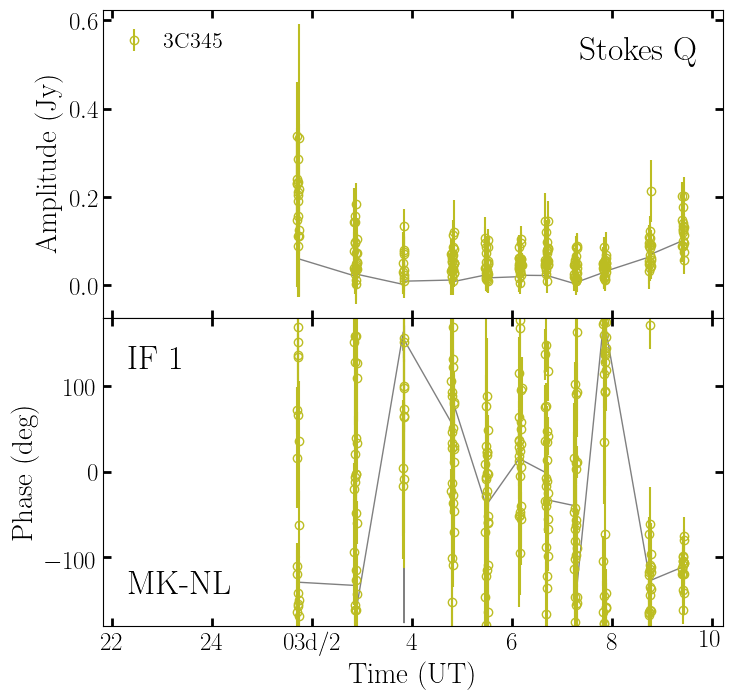 0.6
3C345
Stokes Q
0.4
0.2
0.0
Amplitude (Jy)
IF 1
100
0
−100
Phase (deg)
MK-NL
22
24
03d/2
4
6
8
10
Time (UT)